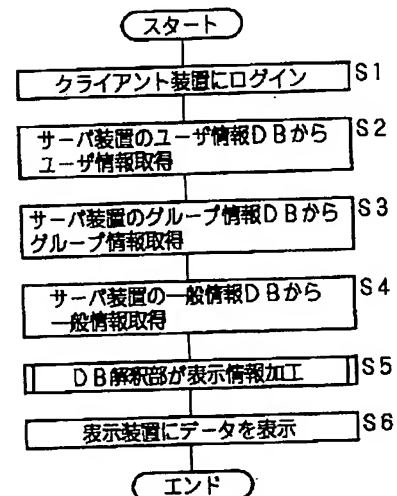 スタート
クライアント装置にログイン S1
サーバ装置のユーザ情報DBから S2
ユーザ情報取得
サーバ装置のグループ情報DBから S3
グループ情報取得
サーバ装置の一般情報DBから S4
一般情報取得
DB解釈部が表示情報加工 S5
表示装置にデータを表示 S6
エンド